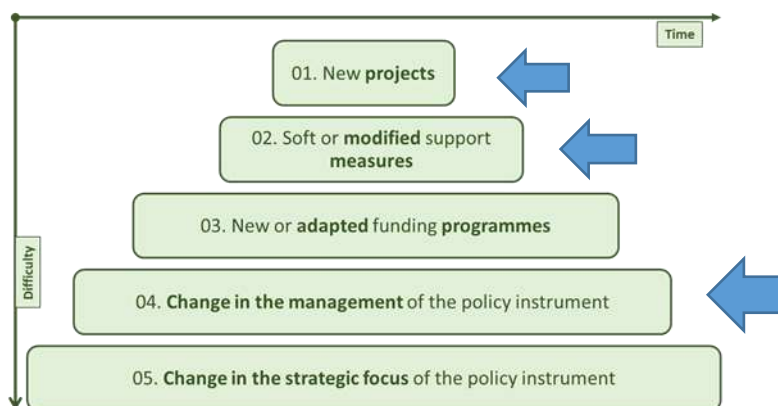 Time
01. New projects
02. Soft or modified support
measures
03. New or adapted funding programmes
Difficulty
04. Change in the management of the policy instrument
05. Change in the strategic focus of the policy instrument